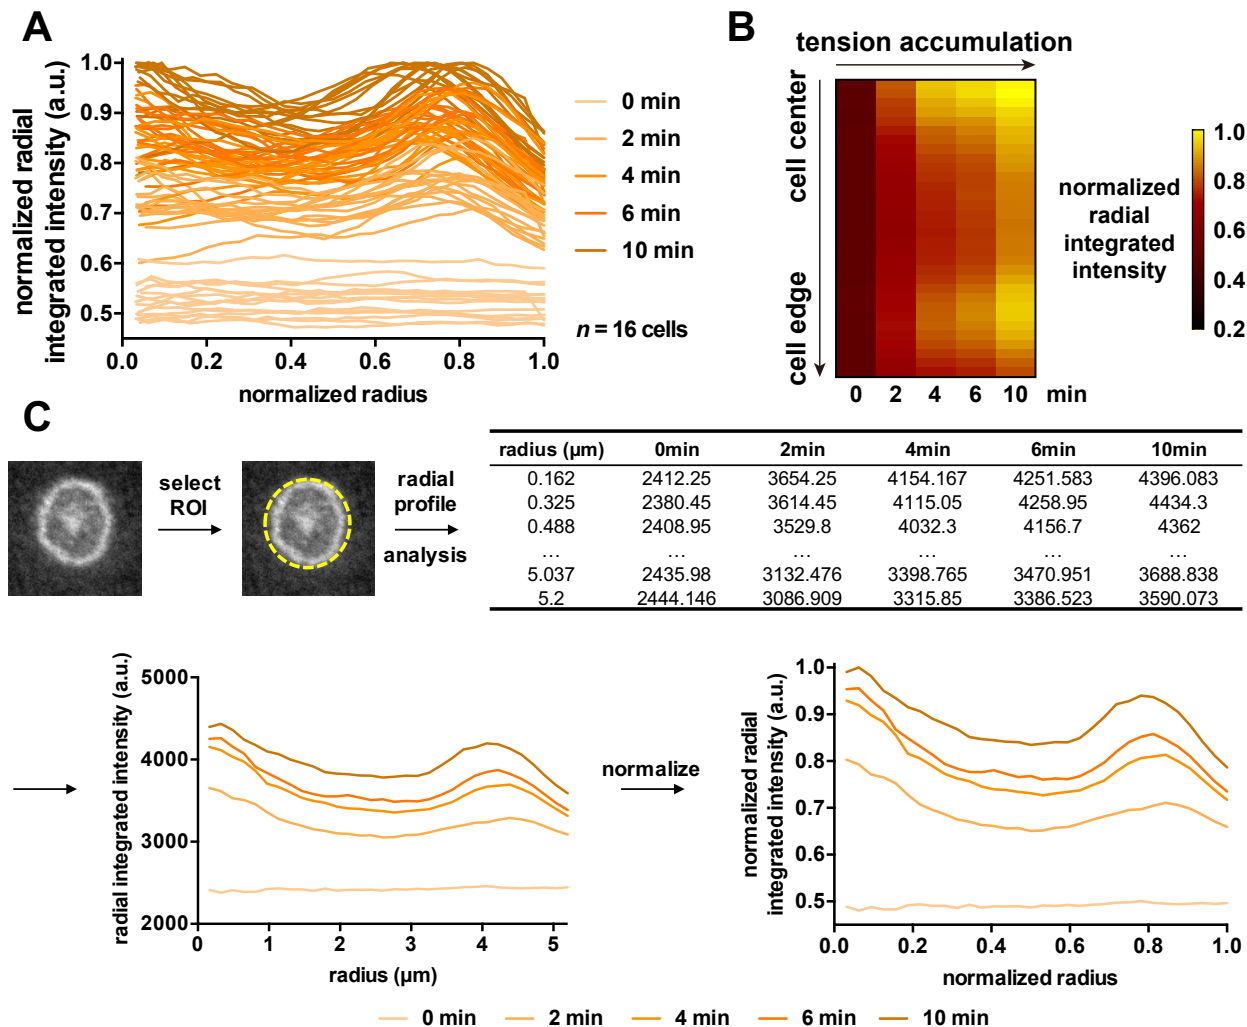 A
normalized radial
integrated intensity (a.u.)
1.0
0.9
0.8
0.7
0.6
0.5
0.0 0.2 0.4 0.6 0.8 1.0
normalized radius
0 min
2 min
4 min
6 min
10 min
n = 16 cells
B
tension accumulation
cell center
cell edge
0 2 4 6 10 min
normalized
radial
integrated
intensity
1.0
0.8
0.6
0.4
0.2
C
select
ROI
radial
profile
analysis
radius (µm) 0min 2min 4min 6min 10min
0.162 2412.25 3654.25 4154.167 4251.583 4396.083
0.325 2380.45 3614.45 4115.05 4258.95 4434.3
0.488 2408.95 3529.8 4032.3 4156.7 4362
... ... ... ... ... ...
5.037 2435.98 3132.476 3398.765 3470.951 3688.838
5.2 2444.146 3086.909 3315.85 3386.523 3590.073
radial integrated intensity (a.u.)
5000
4000
3000
2000
0 1 2 3 4 5
radius (µm)
normalize
normalized radial
integrated intensity (a.u.)
1.0
0.9
0.8
0.7
0.6
0.5
0.0 0.2 0.4 0.6 0.8 1.0
normalized radius
0 min 2 min 4 min 6 min 10 min